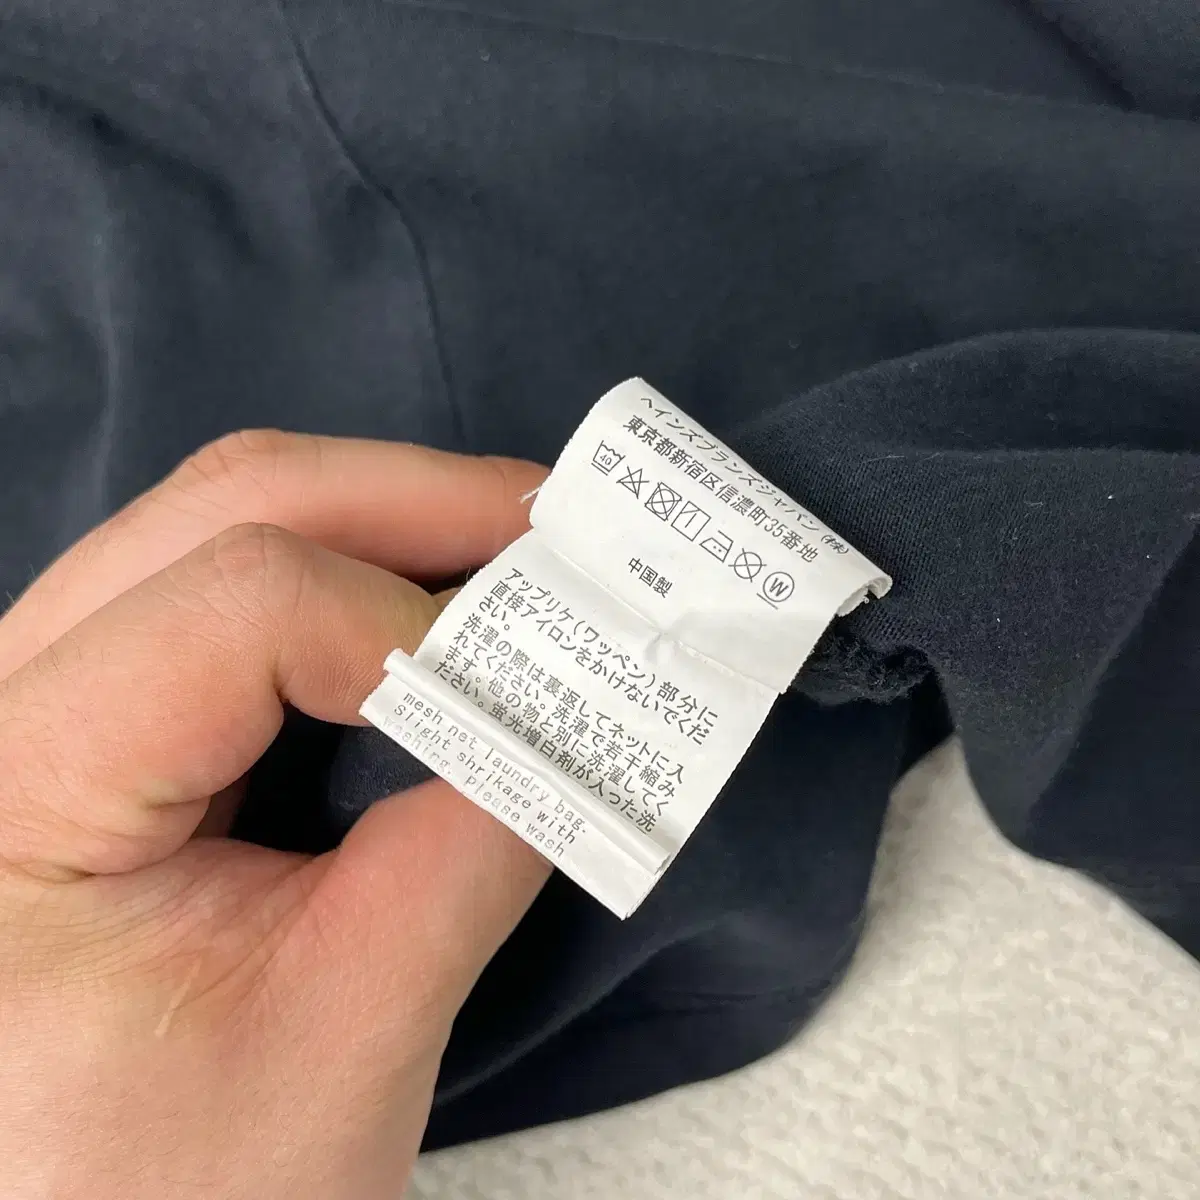 ヘインズブランズジャパン㈱
東京都新宿区信濃町35番地
40
W
中国製
アップリケ(ワッペン)部分に
直接アイロンをかけないでくだ
さい。
洗濯の際は裏返してネットに入
れてください。洗濯で若干縮み
ます。他の物と別に洗濯してく
ださい。蛍光増白剤が入った洗
mesh net laundry bag.
Slight shrikage with
washing. please wash